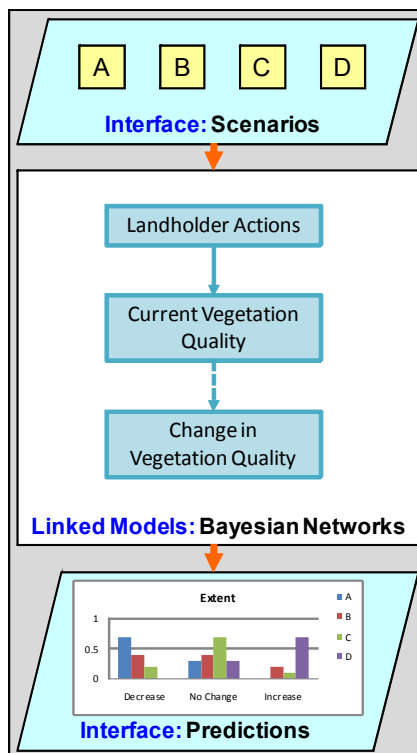 A B C D
Interface: Scenarios
Landholder Actions
Current Vegetation
Quality
Change in
Vegetation Quality
Linked Models: Bayesian Networks
Extent
1
0.5
0
Decrease No Change Increase
A
B
C
D
Interface: Predictions